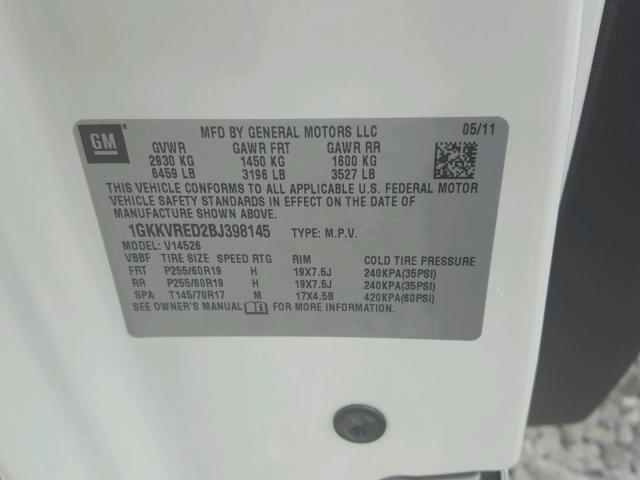 GM
MFD BY GENERAL MOTORS LLC 05/11
GVWR GAWR FRT GAWR RR
2930 KG 1450 KG 1600 KG
6459 LB 3196 LB 3527 LB
THIS VEHICLE CONFORMS TO ALL APPLICABLE U.S. FEDERAL MOTOR
VEHICLE SAFETY STANDARDS IN EFFECT ON THE DATE OF
MANUFACTURE SHOWN ABOVE.
1GKKVRED2BJ398145 TYPE: M.P.V.
MODEL: V14526
VBBF TIRE SIZE SPEED RTG RIM COLD TIRE PRESSURE
FRT P255/60R19 H 19X7.5J 240KPA(35PSI)
RR P255/60R19 H 19X7.5J 240KPA(35PSI)
SPA T145/70R17 M 17X4.5B 420KPA(60PSI)
SEE OWNER'S MANUAL FOR MORE INFORMATION.